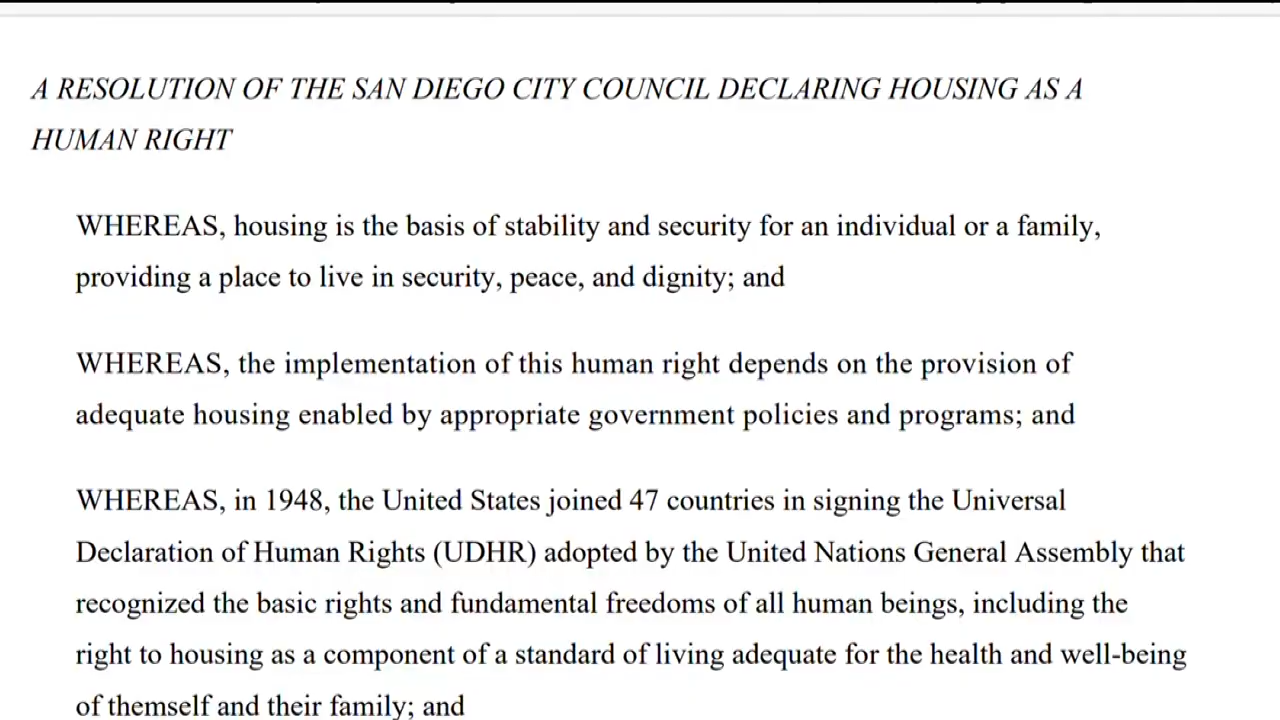 A RESOLUTION OF THE SAN DIEGO CITY COUNCIL DECLARING HOUSING AS A
HUMAN RIGHT
WHEREAS, housing is the basis of stability and security for an individual or a family,
providing a place to live in security, peace, and dignity; and
WHEREAS, the implementation of this human right depends on the provision of
adequate housing enabled by appropriate government policies and programs; and
WHEREAS, in 1948, the United States joined 47 countries in signing the Universal
Declaration of Human Rights (UDHR) adopted by the United Nations General Assembly that
recognized the basic rights and fundamental freedoms of all human beings, including the
right to housing as a component of a standard of living adequate for the health and well-being
of themself and their family; and